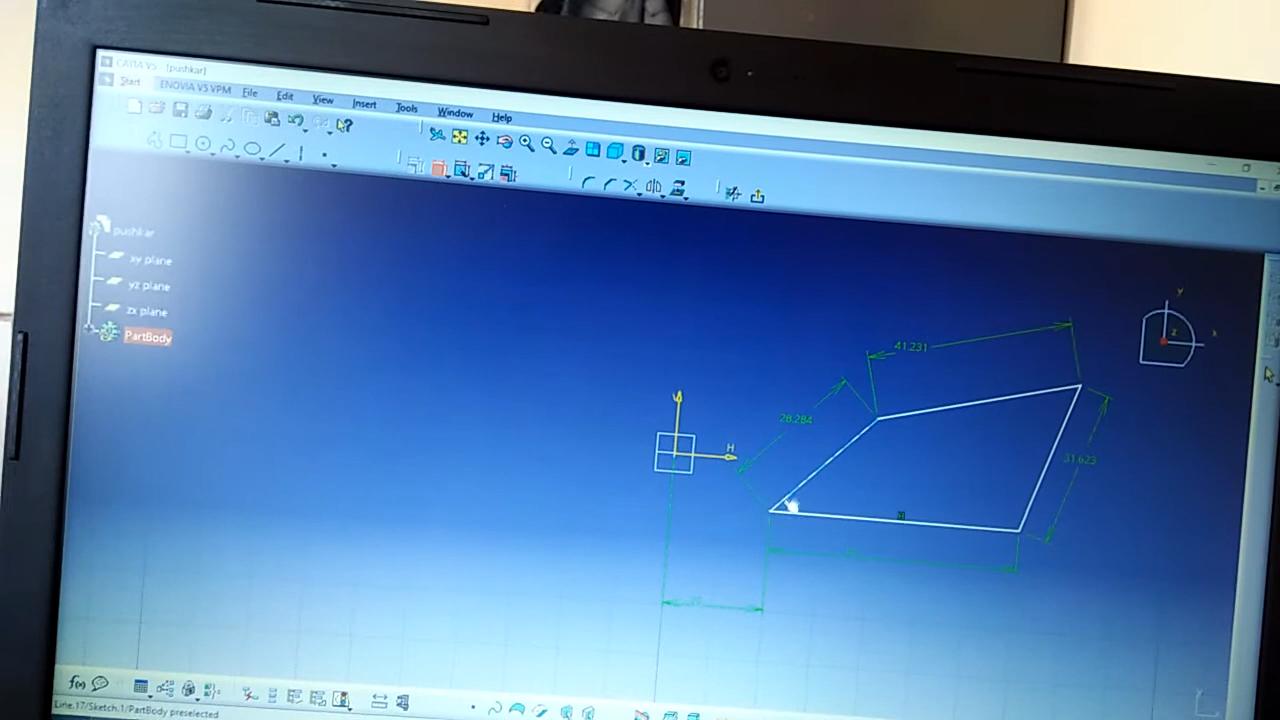 CATIA V5 - [pushkar]
Start ENOVIA V5 VPM File Edit View Insert Tools Window Help
pushkar
xy plane
yz plane
zx plane
PartBody
y
x
z
41.231
28.284
31.623
V
H
H
f(x)
Line.17/Sketch.1/PartBody preselected